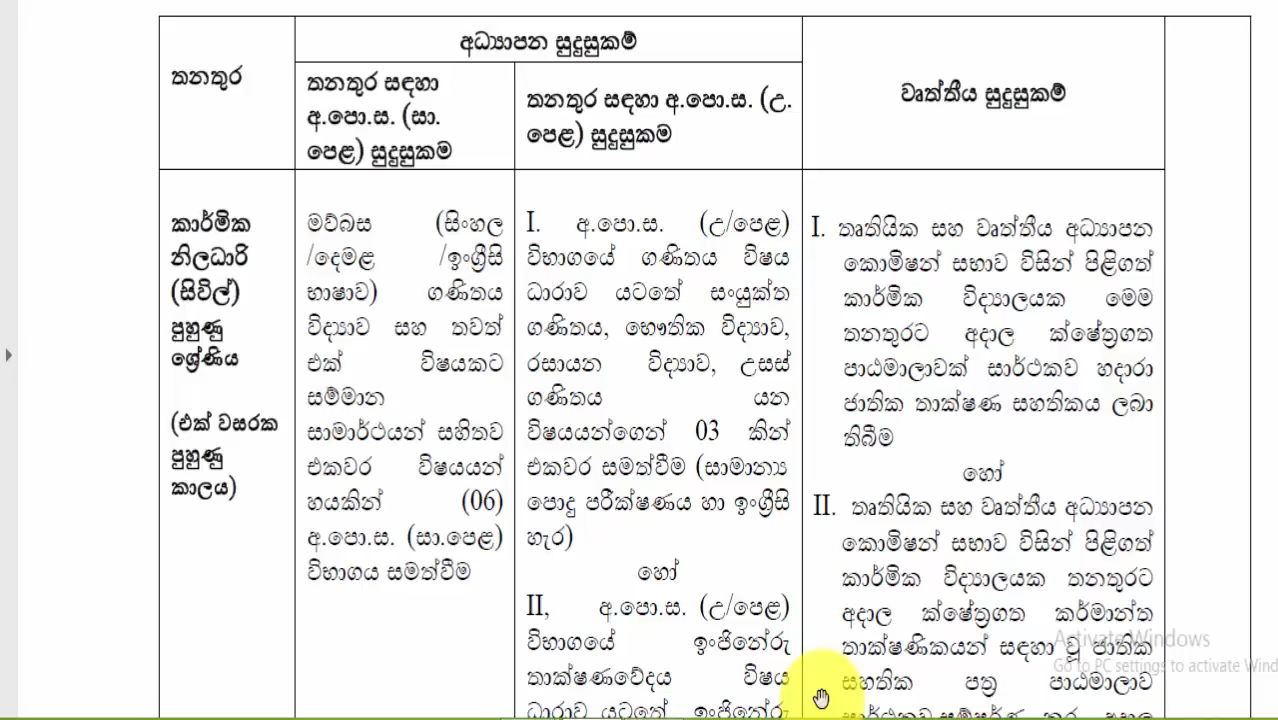 අධ්‍යාපන සුදුසුකම්
තනතුර
තනතුර සඳහා
අ.පො.ස. (සා.
පෙළ) සුදුසුකම
තනතුර සඳහා අ.පො.ස. (උ.
පෙළ) සුදුසුකම
වෘත්තීය සුදුසුකම්
කාර්මික
නිලධාරි
(සිවිල්)
පුහුණු
ශ්‍රේණිය
(එක් වසරක
පුහුණු
කාලය)
මව්බස (සිංහල
/දෙමළ /ඉංග්‍රීසි
භාෂාව) ගණිතය
විද්‍යාව සහ තවත්
එක් විෂයකට
සම්මාන
සාමාර්ථයන් සහිතව
එකවර විෂයයන්
හයකින් (06)
අ.පො.ස. (සා.පෙළ)
විභාගය සමත්වීම
I. අ.පො.ස. (උ/පෙළ)
විභාගයේ ගණිතය විෂය
ධාරාව යටතේ සංයුක්ත
ගණිතය, භෞතික විද්‍යාව,
රසායන විද්‍යාව, උසස්
ගණිතය යන
විෂයයන්ගෙන් 03 කින්
එකවර සමත්වීම (සාමාන්‍ය
පොදු පරීක්ෂණය හා ඉංග්‍රීසි
හැර)
හෝ
II, අ.පො.ස. (උ/පෙළ)
විභාගයේ ඉංජිනේරු
තාක්ෂණවේදය විෂය
ධාරාව යටතේ ඉංජිනේරු
I. තෘතියික සහ වෘත්තීය අධ්‍යාපන
කොමිෂන් සභාව විසින් පිළිගත්
කාර්මික විද්‍යාලයක මෙම
තනතුරට අදාල ක්ෂේත්‍රගත
පාඨමාලාවක් සාර්ථකව හදාරා
ජාතික තාක්ෂණ සහතිකය ලබා
තිබීම
හෝ
II. තෘතියික සහ වෘත්තීය අධ්‍යාපන
කොමිෂන් සභාව විසින් පිළිගත්
කාර්මික විද්‍යාලයක තනතුරට
අදාල ක්ෂේත්‍රගත කර්මාන්ත
තාක්ෂණිකයන් සඳහා වූ ජාතික
සහතික පත්‍ර පාඨමාලාව
සාර්ථකව සම්පූර්ණ කර අදාල
Activate Windows
Go to PC settings to activate Wind